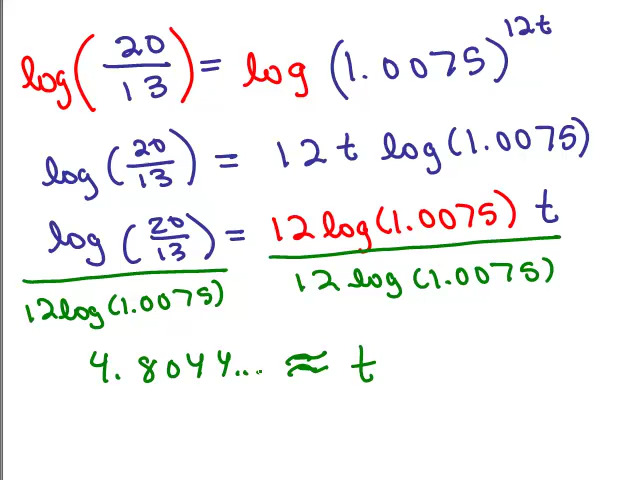 log(20/13) = log (1.0075)^12t
log(20/13) = 12t log(1.0075)
log(20/13) = 12log(1.0075) t
12log(1.0075) 12log(1.0075)
4.8044... ≈ t